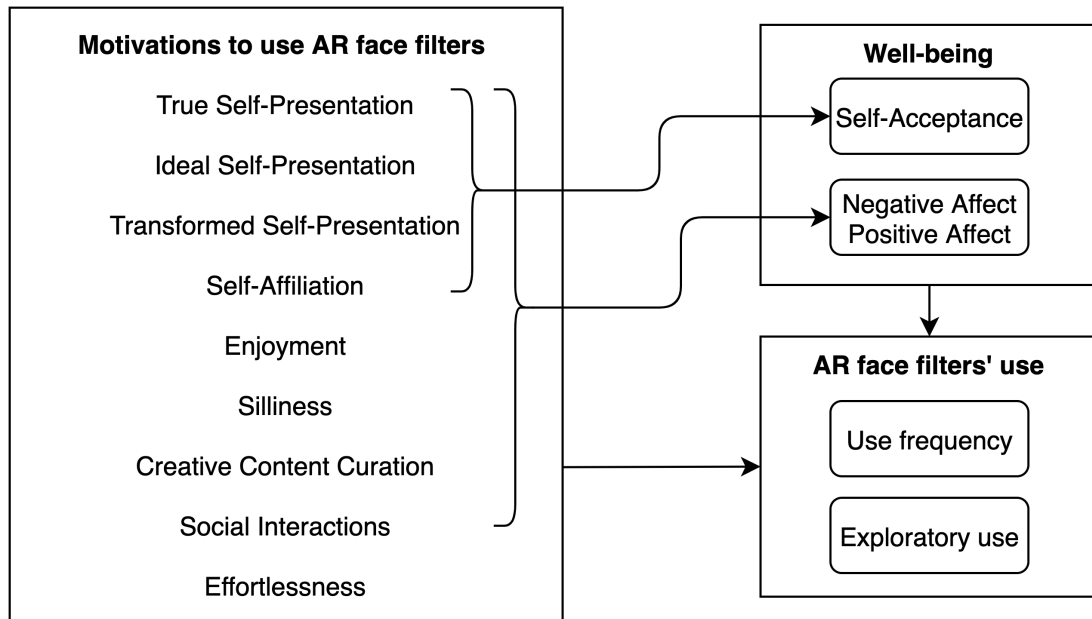 Motivations to use AR face filters
True Self-Presentation
Ideal Self-Presentation
Transformed Self-Presentation
Self-Affiliation
Enjoyment
Silliness
Creative Content Curation
Social Interactions
Effortlessness
Well-being
Self-Acceptance
Negative Affect
Positive Affect
AR face filters' use
Use frequency
Exploratory use